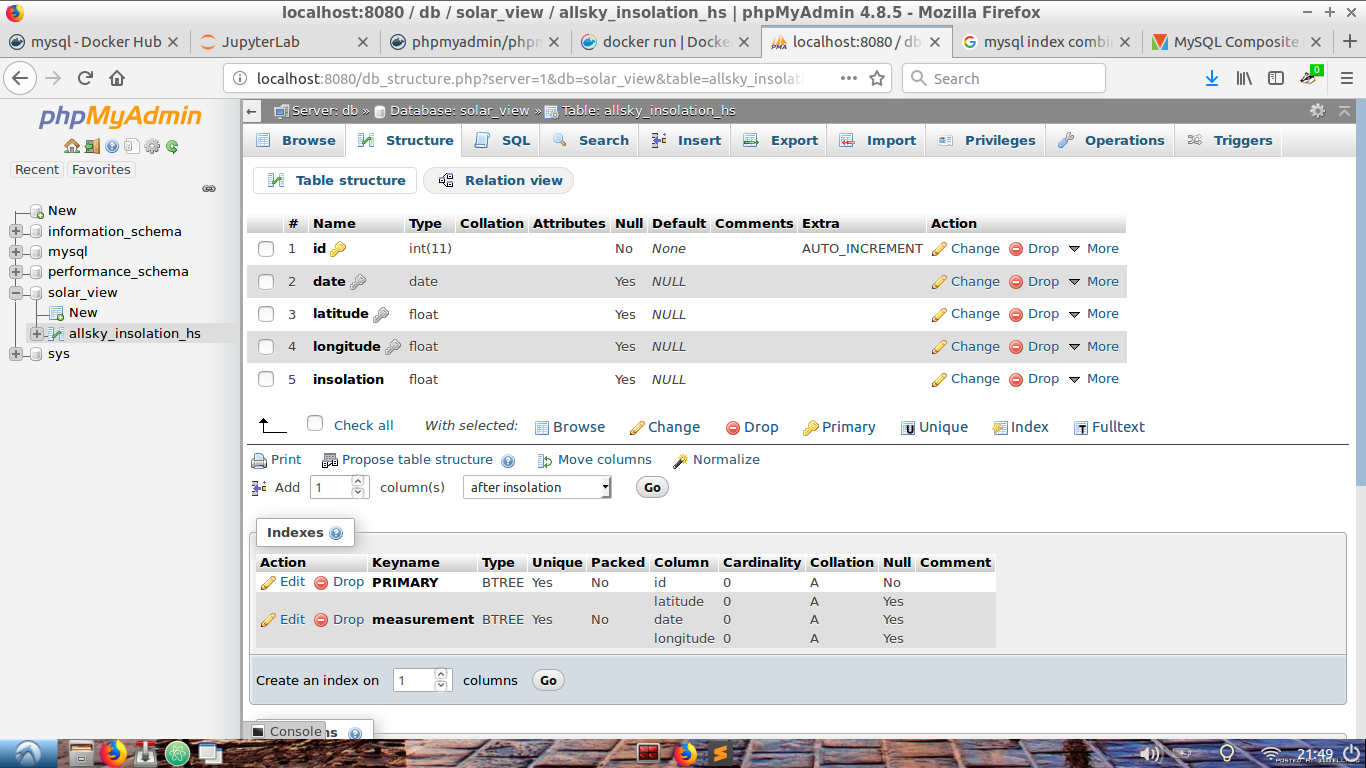 localhost:8080 / db / solar_view / allsky_insolation_hs | phpMyAdmin 4.8.5 - Mozilla Firefox
mysql - Docker Hub
JupyterLab
phpmyadmin/phpm
docker run | Docke
localhost:8080 / db
mysql index combi
MySQL Composite
localhost:8080/db_structure.php?server=1&db=solar_view&table=allsky_insolati
Search
0
phpMyAdmin
Recent Favorites
New
information_schema
mysql
performance_schema
solar_view
New
allsky_insolation_hs
sys
Server: db » Database: solar_view » Table: allsky_insolation_hs
Browse Structure SQL Search Insert Export Import Privileges Operations Triggers
Table structure Relation view
# Name Type Collation Attributes Null Default Comments Extra Action
1 id int(11) No None AUTO_INCREMENT Change Drop More
2 date date Yes NULL Change Drop More
3 latitude float Yes NULL Change Drop More
4 longitude float Yes NULL Change Drop More
5 insolation float Yes NULL Change Drop More
Check all With selected: Browse Change Drop Primary Unique Index Fulltext
Print Propose table structure Move columns Normalize
Add 1 column(s) after insolation Go
Indexes
Action Keyname Type Unique Packed Column Cardinality Collation Null Comment
Edit Drop PRIMARY BTREE Yes No id 0 A No
latitude 0 A Yes
Edit Drop measurement BTREE Yes No date 0 A Yes
longitude 0 A Yes
Create an index on 1 columns Go
Console
21:49